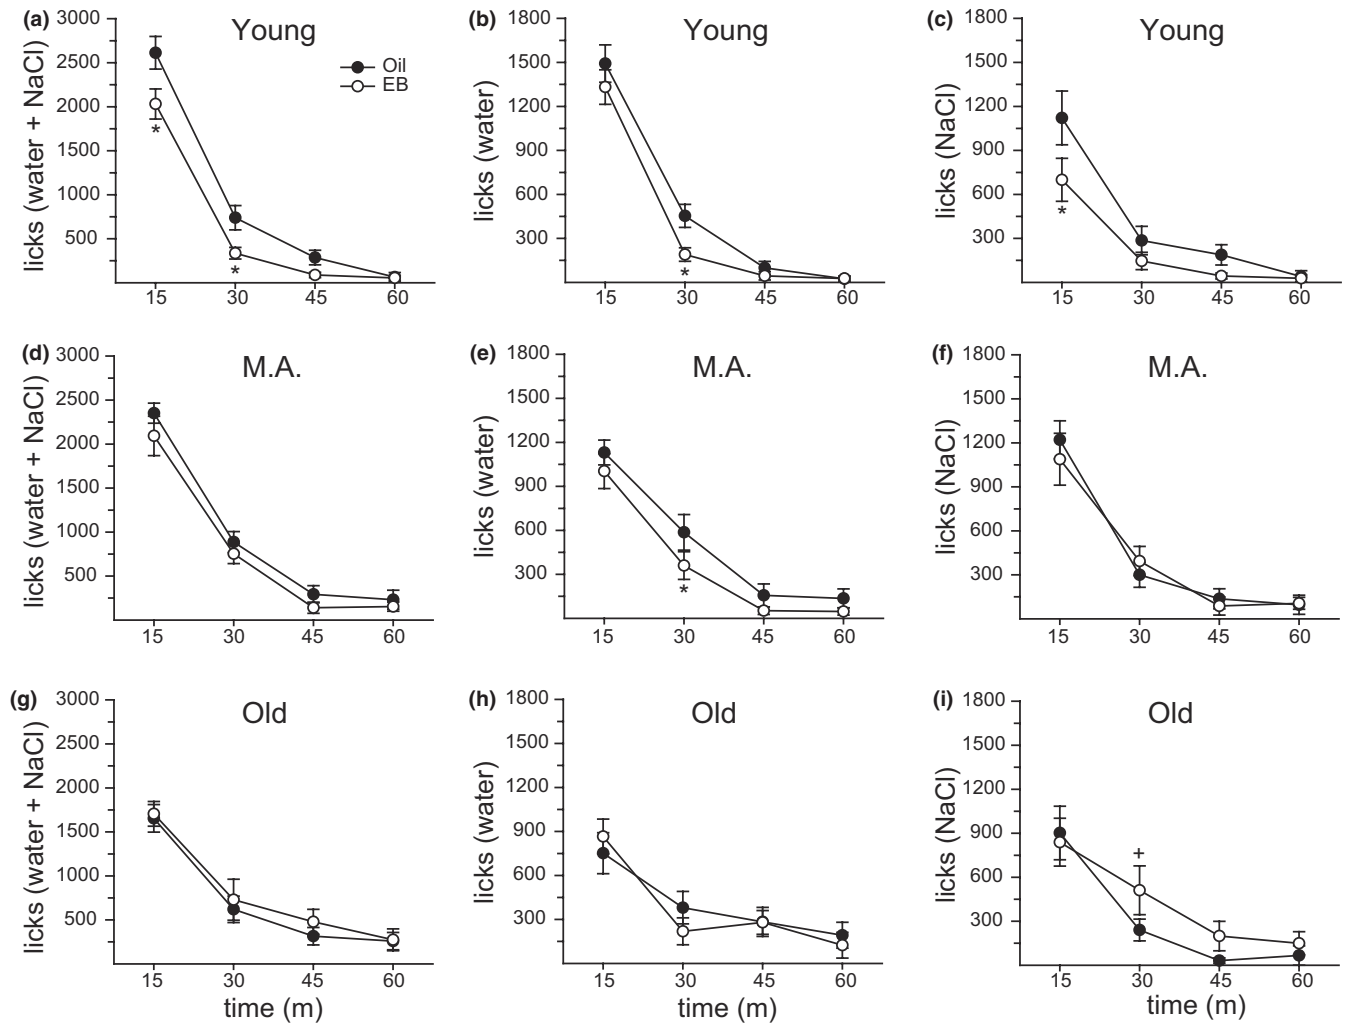 (a)
Young
licks (water + NaCl)
3000
2500
2000
1500
1000
500
Oil
EB
*
*
15 30 45 60
(b)
Young
licks (water)
1800
1500
1200
900
600
300
*
15 30 45 60
(c)
Young
licks (NaCl)
1800
1200
900
600
300
*
15 30 45 60
(d)
M.A.
licks (water + NaCl)
3000
2500
2000
1500
1000
500
15 30 45 60
(e)
M.A.
licks (water)
1800
1500
1200
900
600
300
*
15 30 45 60
(f)
M.A.
licks (NaCl)
1800
1500
1200
900
600
300
15 30 45 60
(g)
Old
licks (water + NaCl)
3000
2500
2000
1500
1000
500
15 30 45 60
time (m)
(h)
Old
licks (water)
1800
1500
1200
900
600
300
15 30 45 60
time (m)
(i)
Old
licks (NaCl)
1800
1500
1200
900
600
300
+
15 30 45 60
time (m)